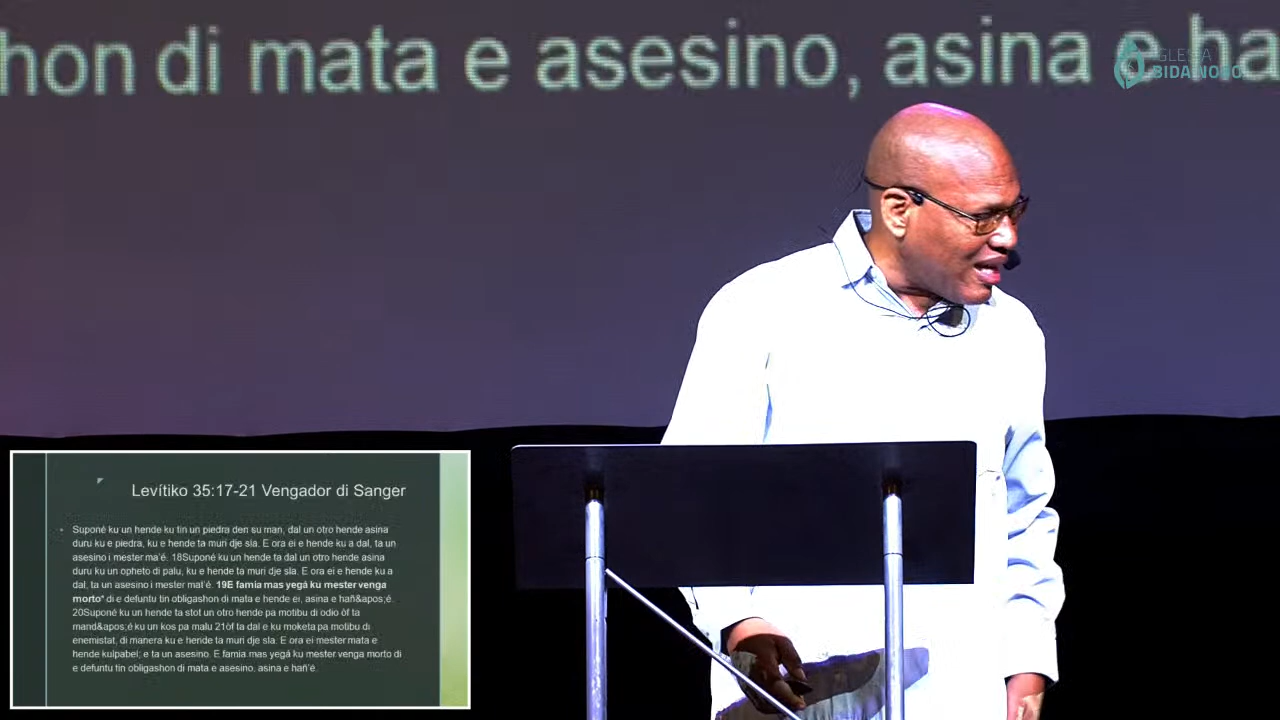 hon di mata e asesino, asina e ha
IGLESIA
BIDA NOBO
Levítiko 35:17-21 Vengador di Sanger
Suponé ku un hende ku tin un piedra den su man, dal un otro hende asina
duru ku e piedra, ku e hende ta muri dje sla. E ora ei e hende ku a dal, ta un
asesino i mester ma'é. 18Suponé ku un hende ta dal un otro hende asina
duru ku un opheto di palu, ku e hende ta muri dje sla. E ora ei e hende ku a
dal, ta un asesino i mester mat'é. 19E famia mas yegá ku mester venga
morto* di e defuntu tin obligashon di mata e hende ei, asina e hañ&apos;é.
20Suponé ku un hende ta stot un otro hende pa motibu di odio òf ta
mand&apos;é ku un kos pa malu 21òf ta dal e ku moketa pa motibu di
enemistat, di manera ku e hende ta muri dje sla. E ora ei mester mata e
hende kulpabel; e ta un asesino. E famia mas yegá ku mester venga morto di
e defuntu tin obligashon di mata e asesino, asina e hañ'é.